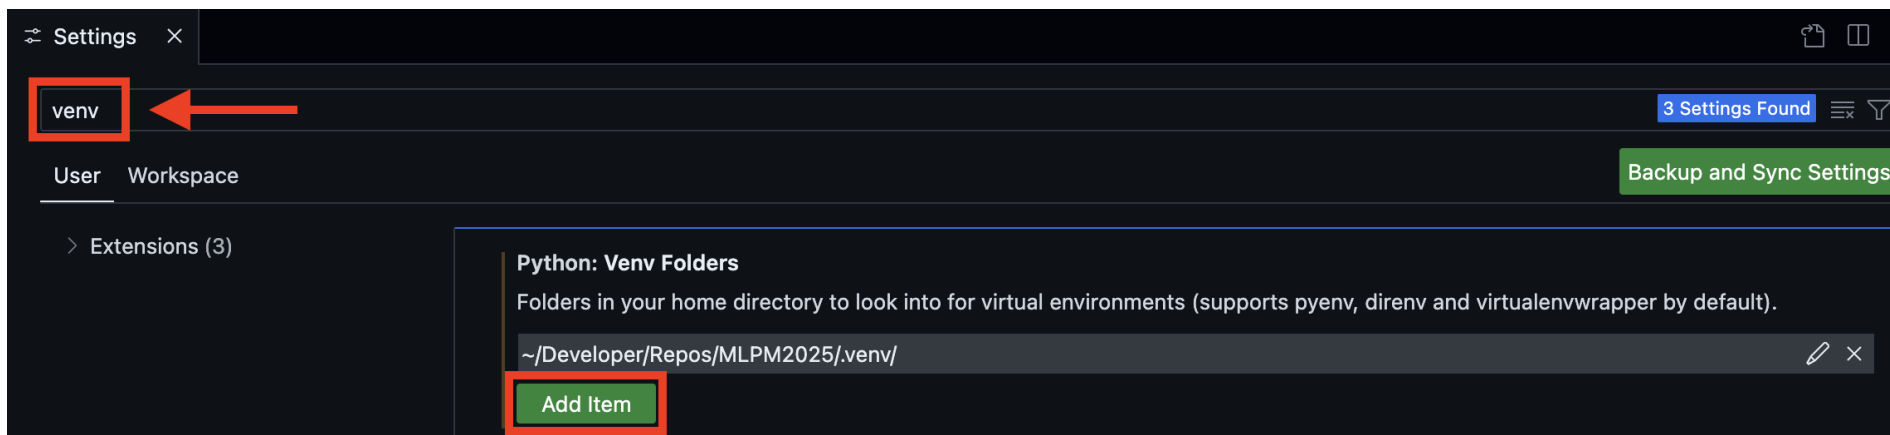 Settings
venv
3 Settings Found
User Workspace
Backup and Sync Settings
Extensions (3)
Python: Venv Folders
Folders in your home directory to look into for virtual environments (supports pyenv, direnv and virtualenvwrapper by default).
~/Developer/Repos/MLPM2025/.venv/
Add Item